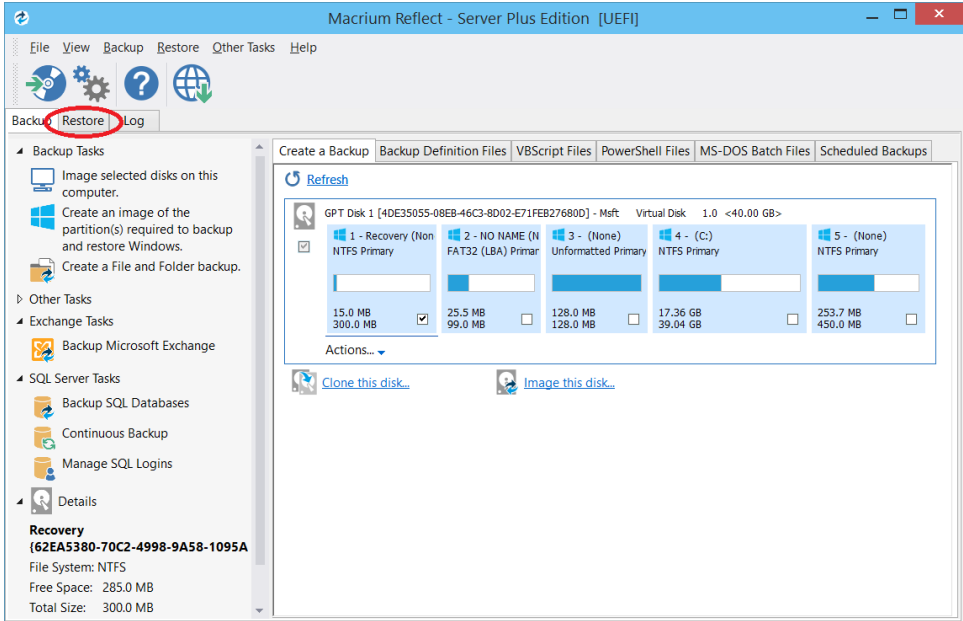 Macrium Reflect - Server Plus Edition [UEFI]
File View Backup Restore Other Tasks Help
Backup Restore Log
Backup Tasks
Image selected disks on this
computer.
Create an image of the
partition(s) required to backup
and restore Windows.
Create a File and Folder backup.
Other Tasks
Exchange Tasks
Backup Microsoft Exchange
SQL Server Tasks
Backup SQL Databases
Continuous Backup
Manage SQL Logins
Details
Recovery
{62EA5380-70C2-4998-9A58-1095A
File System: NTFS
Free Space: 285.0 MB
Total Size: 300.0 MB
Create a Backup Backup Definition Files VBScript Files PowerShell Files MS-DOS Batch Files Scheduled Backups
Refresh
GPT Disk 1 [4DE35055-08EB-46C3-8D02-E71FEB27680D] - Msft Virtual Disk 1.0 <40.00 GB>
1 - Recovery (Non
NTFS Primary
15.0 MB
300.0 MB
2 - NO NAME (N
FAT32 (LBA) Primar
25.5 MB
99.0 MB
3 - (None)
Unformatted Primary
128.0 MB
128.0 MB
4 - (C:)
NTFS Primary
17.36 GB
39.04 GB
5 - (None)
NTFS Primary
253.7 MB
450.0 MB
Actions...
Clone this disk...
Image this disk...